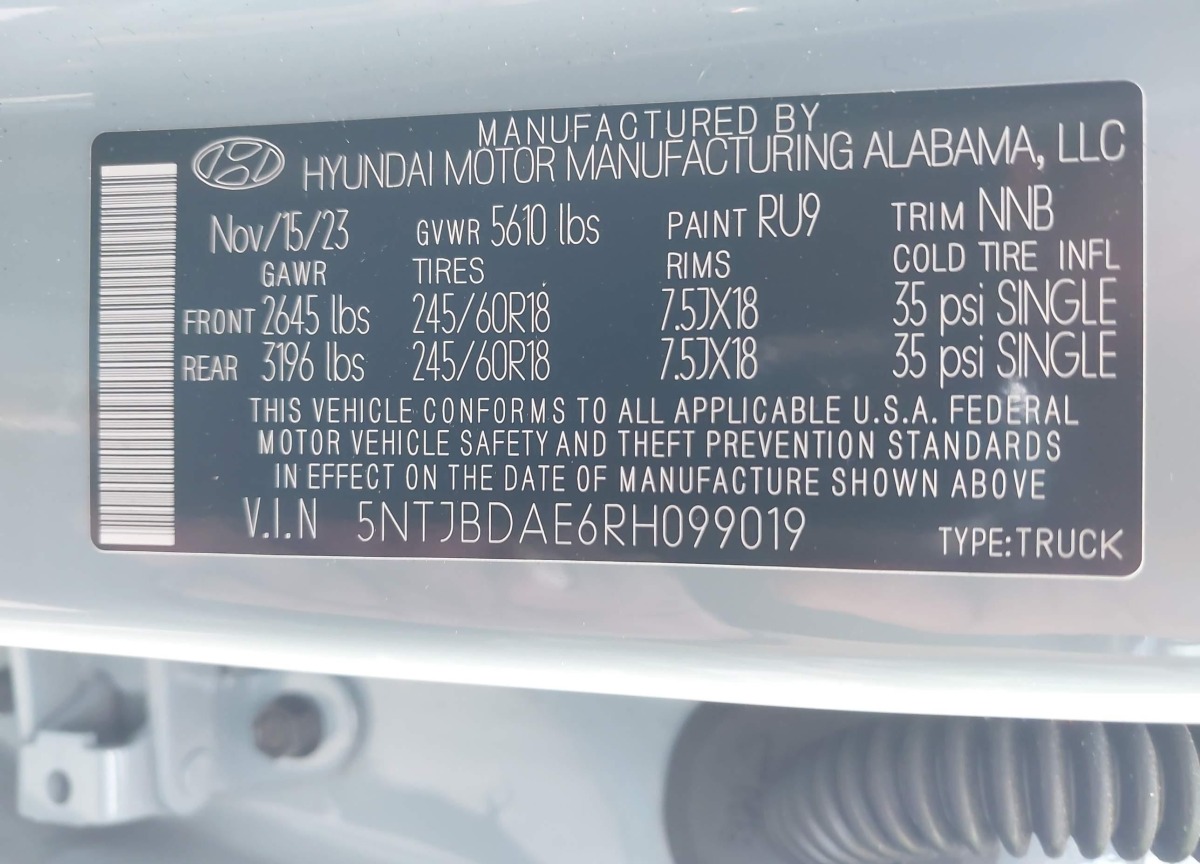 MANUFACTURED BY
HYUNDAI MOTOR MANUFACTURING ALABAMA, LLC
Nov/15/23 GVWR 5610 lbs PAINT RU9 TRIM NNB
GAWR TIRES RIMS COLD TIRE INFL
FRONT 2645 lbs 245/60R18 7.5JX18 35 psi SINGLE
REAR 3196 lbs 245/60R18 7.5JX18 35 psi SINGLE
THIS VEHICLE CONFORMS TO ALL APPLICABLE U.S.A. FEDERAL
MOTOR VEHICLE SAFETY AND THEFT PREVENTION STANDARDS
IN EFFECT ON THE DATE OF MANUFACTURE SHOWN ABOVE
V.I.N 5NTJBDAE6RH099019 TYPE:TRUCK